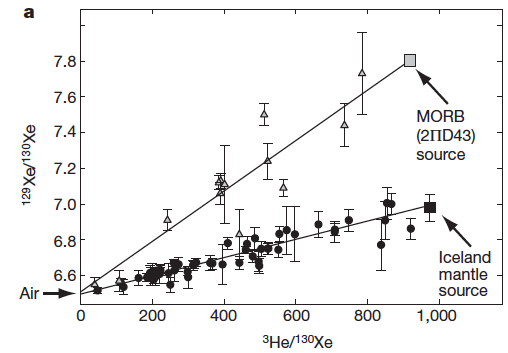 a
7.8
7.6
7.4
7.2
7.0
6.8
6.6
129Xe/130Xe
Air
MORB
(2ΠD43)
source
Iceland
mantle
source
0
200
400
600
800
1,000
3He/130Xe